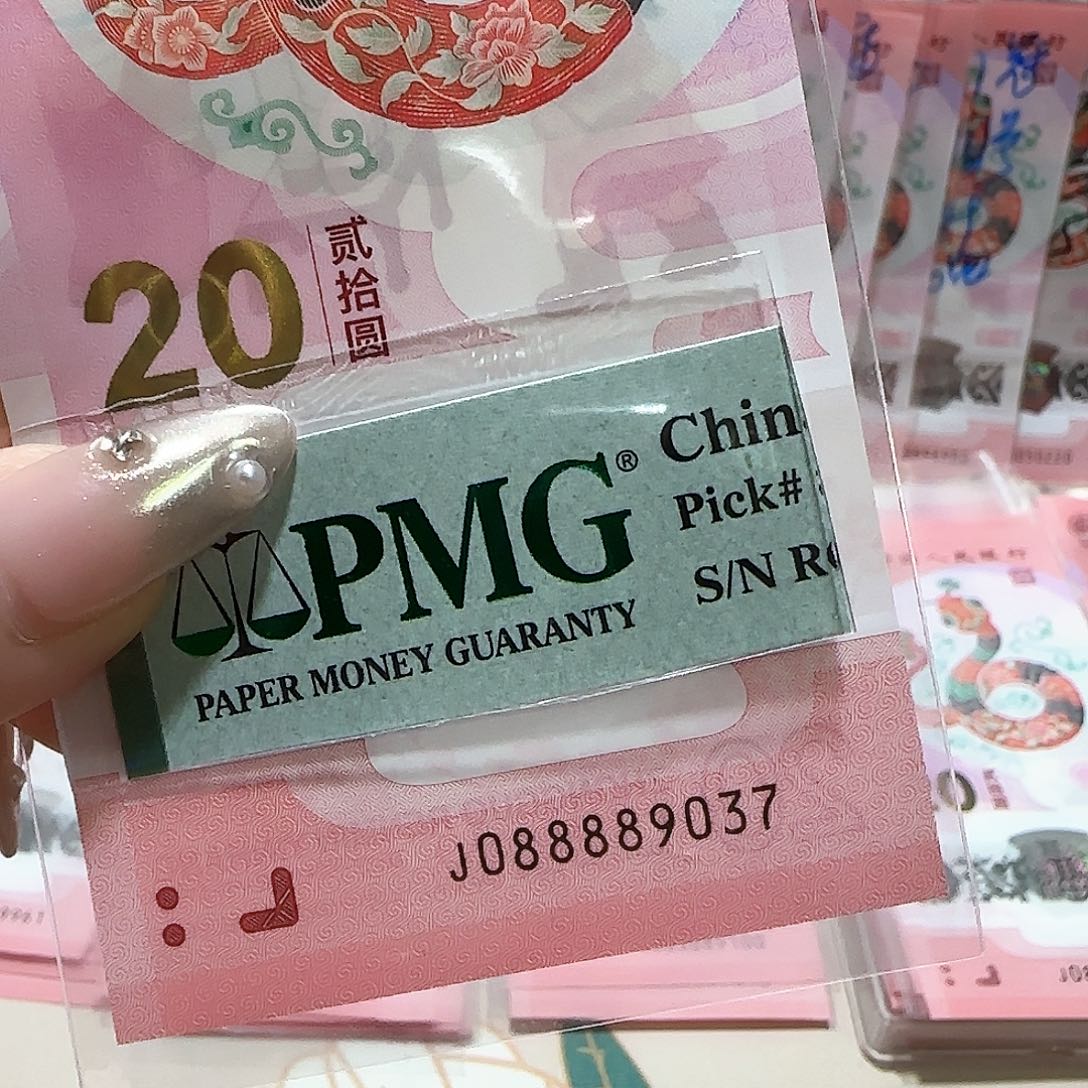 20
贰拾圆
PMG®
PAPER MONEY GUARANTY
Chin
Pick#
S/N R
J088889037